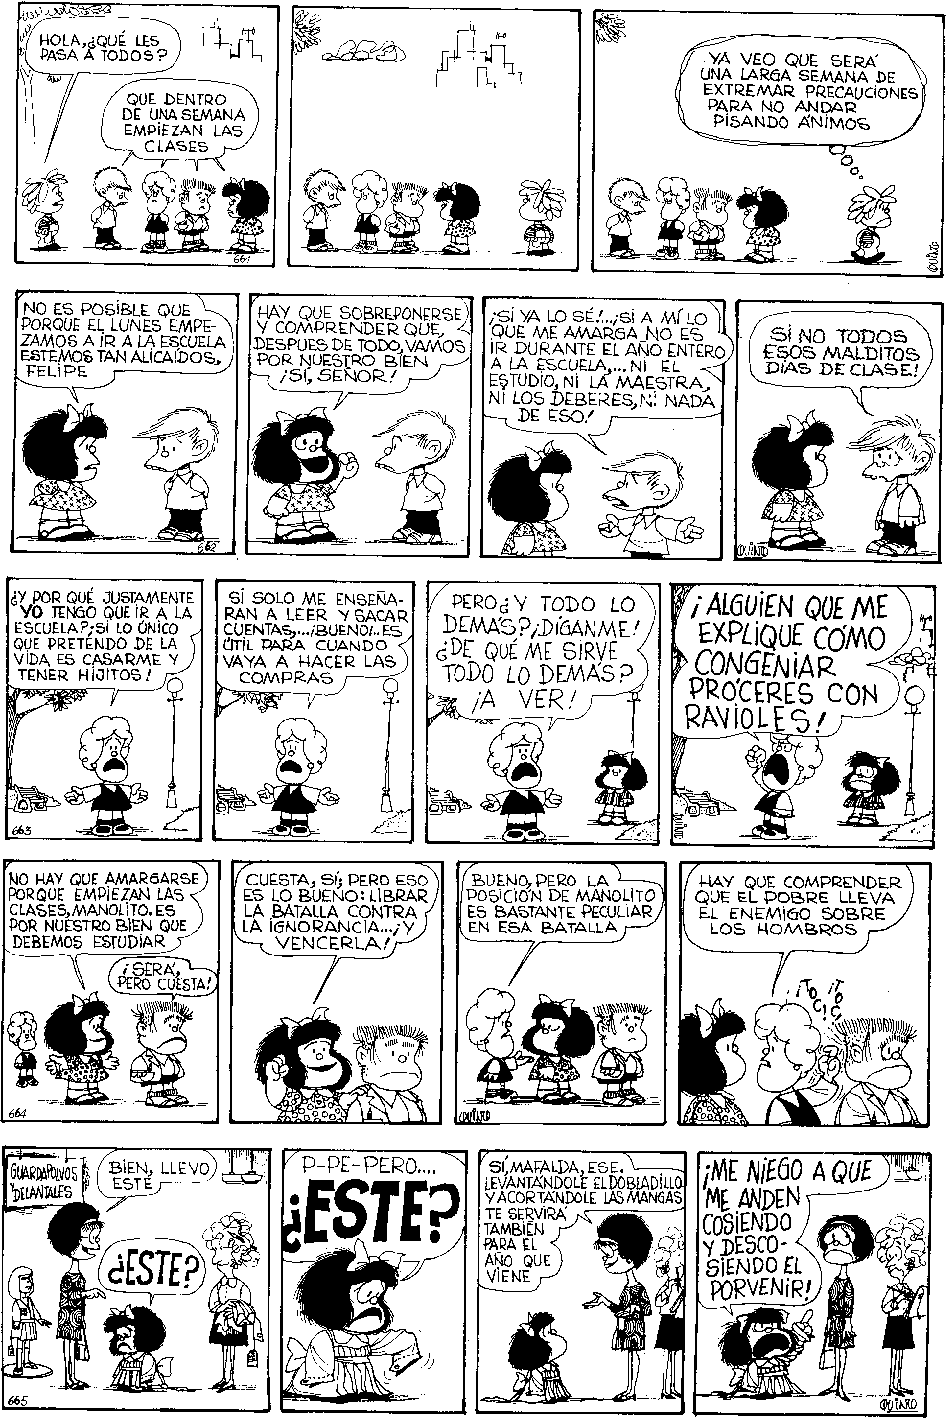 HOLA, ¿QUÉ LES
PASA A TODOS?
QUE DENTRO
DE UNA SEMANA
EMPIEZAN LAS
CLASES
661
YA VEO QUE SERÁ
UNA LARGA SEMANA DE
EXTREMAR PRECAUCIONES
PARA NO ANDAR
PISANDO ÁNIMOS
QUINO
NO ES POSIBLE QUE
PORQUE EL LUNES EMPE-
ZAMOS A IR A LA ESCUELA
ESTEMOS TAN ALICAÍDOS,
FELIPE
662
HAY QUE SOBREPONERSE
Y COMPRENDER QUE,
DESPUES DE TODO, VAMOS
POR NUESTRO BIEN
¡SÍ, SEÑOR!
¡SI YA LO SÉ!..¡SI A MÍ LO
QUE ME AMARGA NO ES
IR DURANTE EL AÑO ENTERO
A LA ESCUELA,... NI EL
ESTUDIO, NI LA MAESTRA,
NI LOS DEBERES, NI NADA
DE ESO!
SI NO TODOS
ESOS MALDITOS
DÍAS DE CLASE!
QUINO
¿Y POR QUÉ JUSTAMENTE
YO TENGO QUE IR A LA
ESCUELA? ¡SI LO ÚNICO
QUE PRETENDO DE LA
VIDA ES CASARME Y
TENER HIJITOS!
663
SI SOLO ME ENSEÑA-
RAN A LEER Y SACAR
CUENTAS,...¡BUENO!..ES
ÚTIL PARA CUANDO
VAYA A HACER LAS
COMPRAS
PERO ¿Y TODO LO
DEMÁS? ¡DÍGANME!
¿DE QUÉ ME SIRVE
TODO LO DEMÁS?
¡A VER!
¡ALGUIEN QUE ME
EXPLIQUE CÓMO
CONGENIAR
PRÓCERES CON
RAVIOLES!
QUINO
NO HAY QUE AMARGARSE
PORQUE EMPIEZAN LAS
CLASES, MANOLITO. ES
POR NUESTRO BIEN QUE
DEBEMOS ESTUDIAR
¡SERÁ,
PERO CUESTA!
664
CUESTA, SÍ; PERO ESO
ES LO BUENO: LIBRAR
LA BATALLA CONTRA
LA IGNORANCIA...¡Y
VENCERLA!
BUENO, PERO LA
POSICIÓN DE MANOLITO
ES BASTANTE PECULIAR
EN ESA BATALLA
QUINO
HAY QUE COMPRENDER
QUE EL POBRE LLEVA
EL ENEMIGO SOBRE
LOS HOMBROS
¡TOC! ¡TOC!
GUARDAPOLVOS
DELANTALES
BIEN, LLEVO
ESTE
¿ESTE?
665
P-PE-PERO....
¿ESTE?
SÍ, MAFALDA, ESE.
LEVANTÁNDOLE EL DOBLADILLO
Y ACORTÁNDOLE LAS MANGAS
TE SERVIRÁ
TAMBIÉN
PARA EL
AÑO QUE
VIENE
¡ME NIEGO A QUE
ME ANDEN
COSIENDO
Y DESCO-
SIENDO EL
PORVENIR!
QUINO